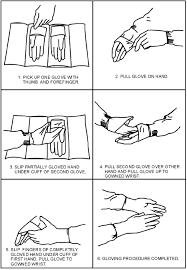 1. PICK UP ONE GLOVE WITH
THUMB AND FOREFINGER.
2. PULL GLOVE ON HAND.
3. SLIP PARTIALLY GLOVED HAND
UNDER CUFF OF SECOND GLOVE.
4. PULL SECOND GLOVE OVER OTHER
HAND AND PULL GLOVE UP TO
GOWNED WRIST.
5. SLIP FINGERS OF COMPLETELY
GLOVED HAND UNDER CUFF OF
FIRST HAND. PULL GLOVE TO
GOWNED WRIST.
6. GLOVING PROCEDURE COMPLETED.